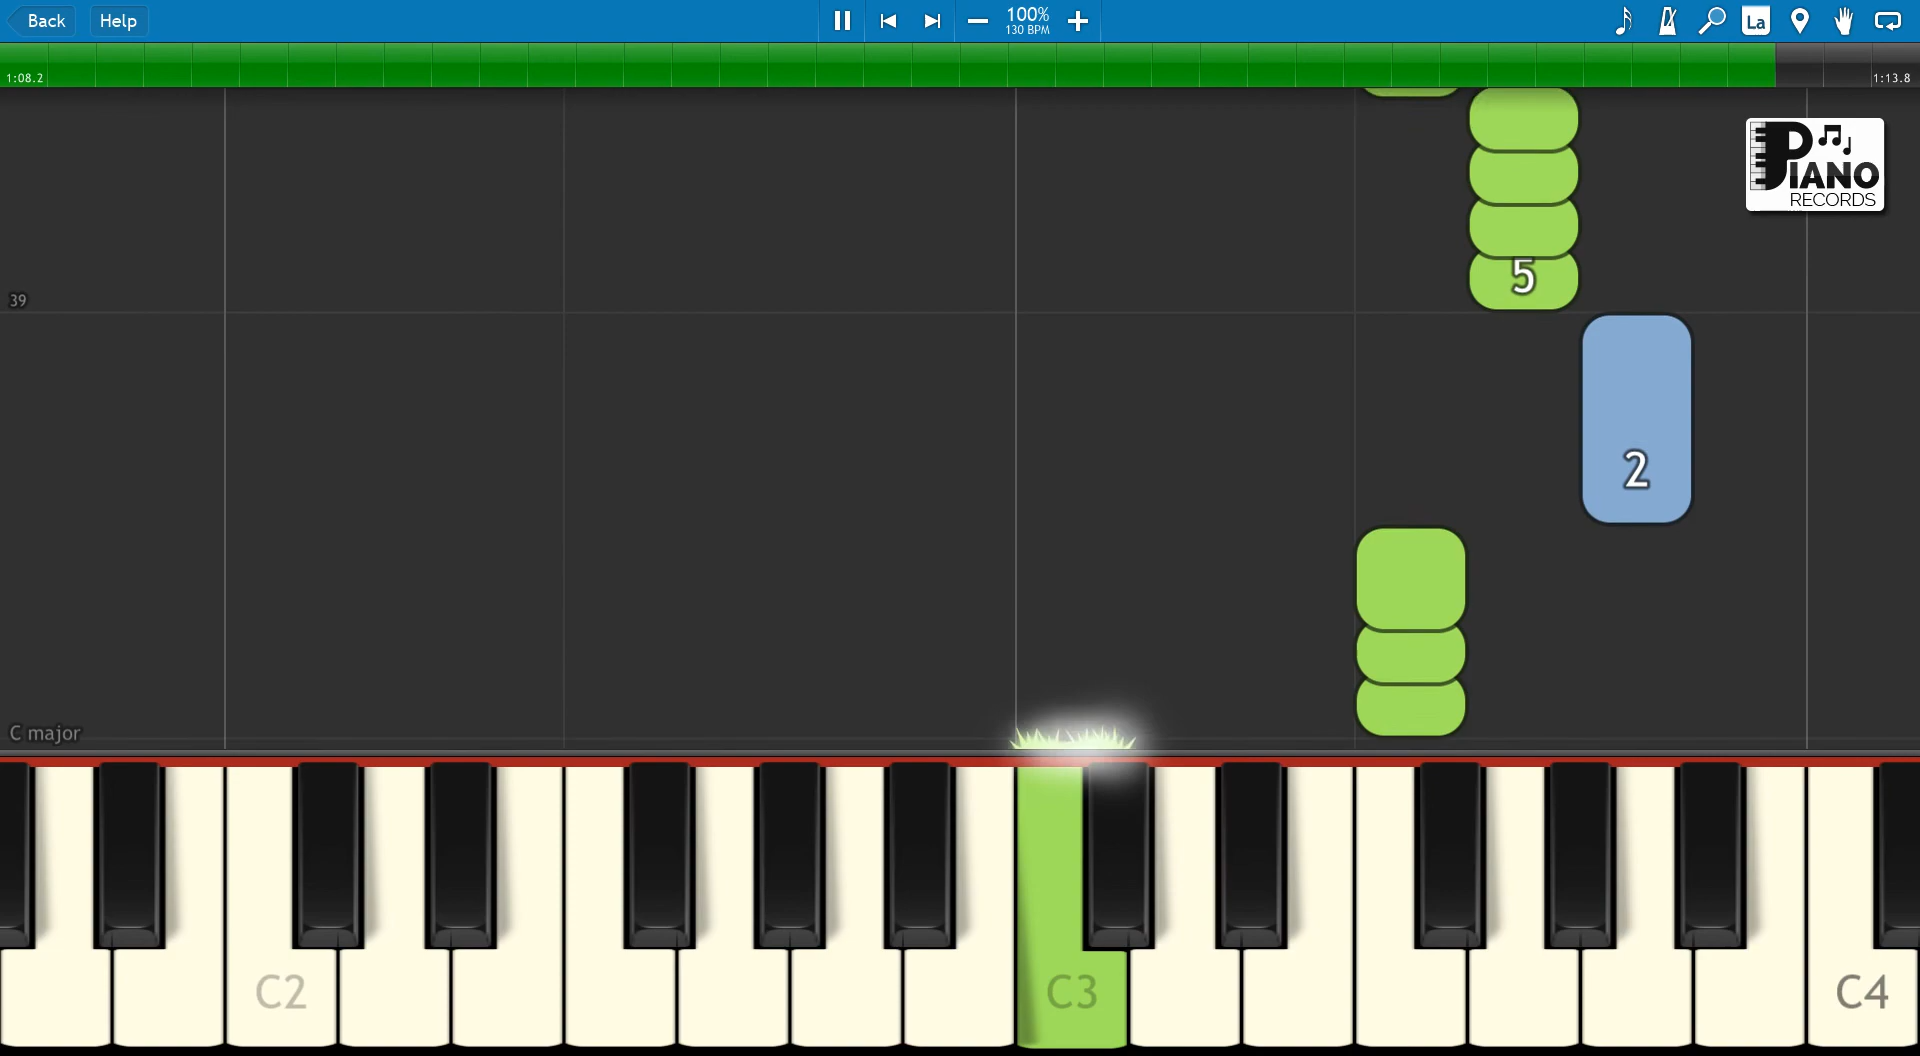 Back
Help
100%
130 BPM
La
1:08.2
1:13.8
PIANO
RECORDS
5
39
2
C major
C2
C3
C4